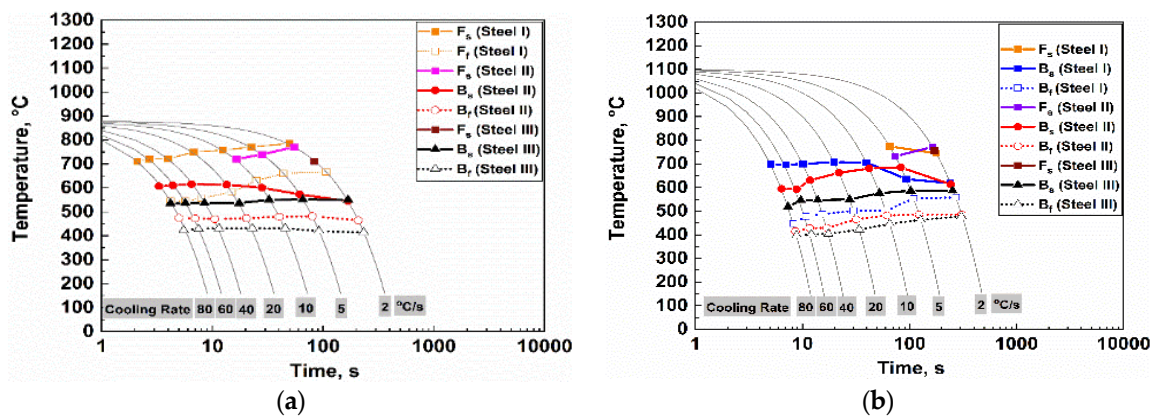 1300
1200
1100
1000
900
800
700
600
500
400
300
200
100
0
Temperature, °C
1
10
100
1000
10000
Time, s
Fs (Steel I)
Ff (Steel I)
Fs (Steel II)
Bs (Steel II)
Bf (Steel II)
Fs (Steel III)
Bs (Steel III)
Bf (Steel III)
Cooling Rate 80 60 40 20 10 5 2 °C/s
(a)
1300
1200
1100
1000
900
800
700
600
500
400
300
200
100
0
Temperature, °C
1
10
100
1000
10000
Time, s
Fs (Steel I)
Bs (Steel I)
Bf (Steel I)
Fs (Steel II)
Bs (Steel II)
Bf (Steel II)
Fs (Steel III)
Bs (Steel III)
Bf (Steel III)
Cooling Rate 80 60 40 20 10 5 2 °C/s
(b)